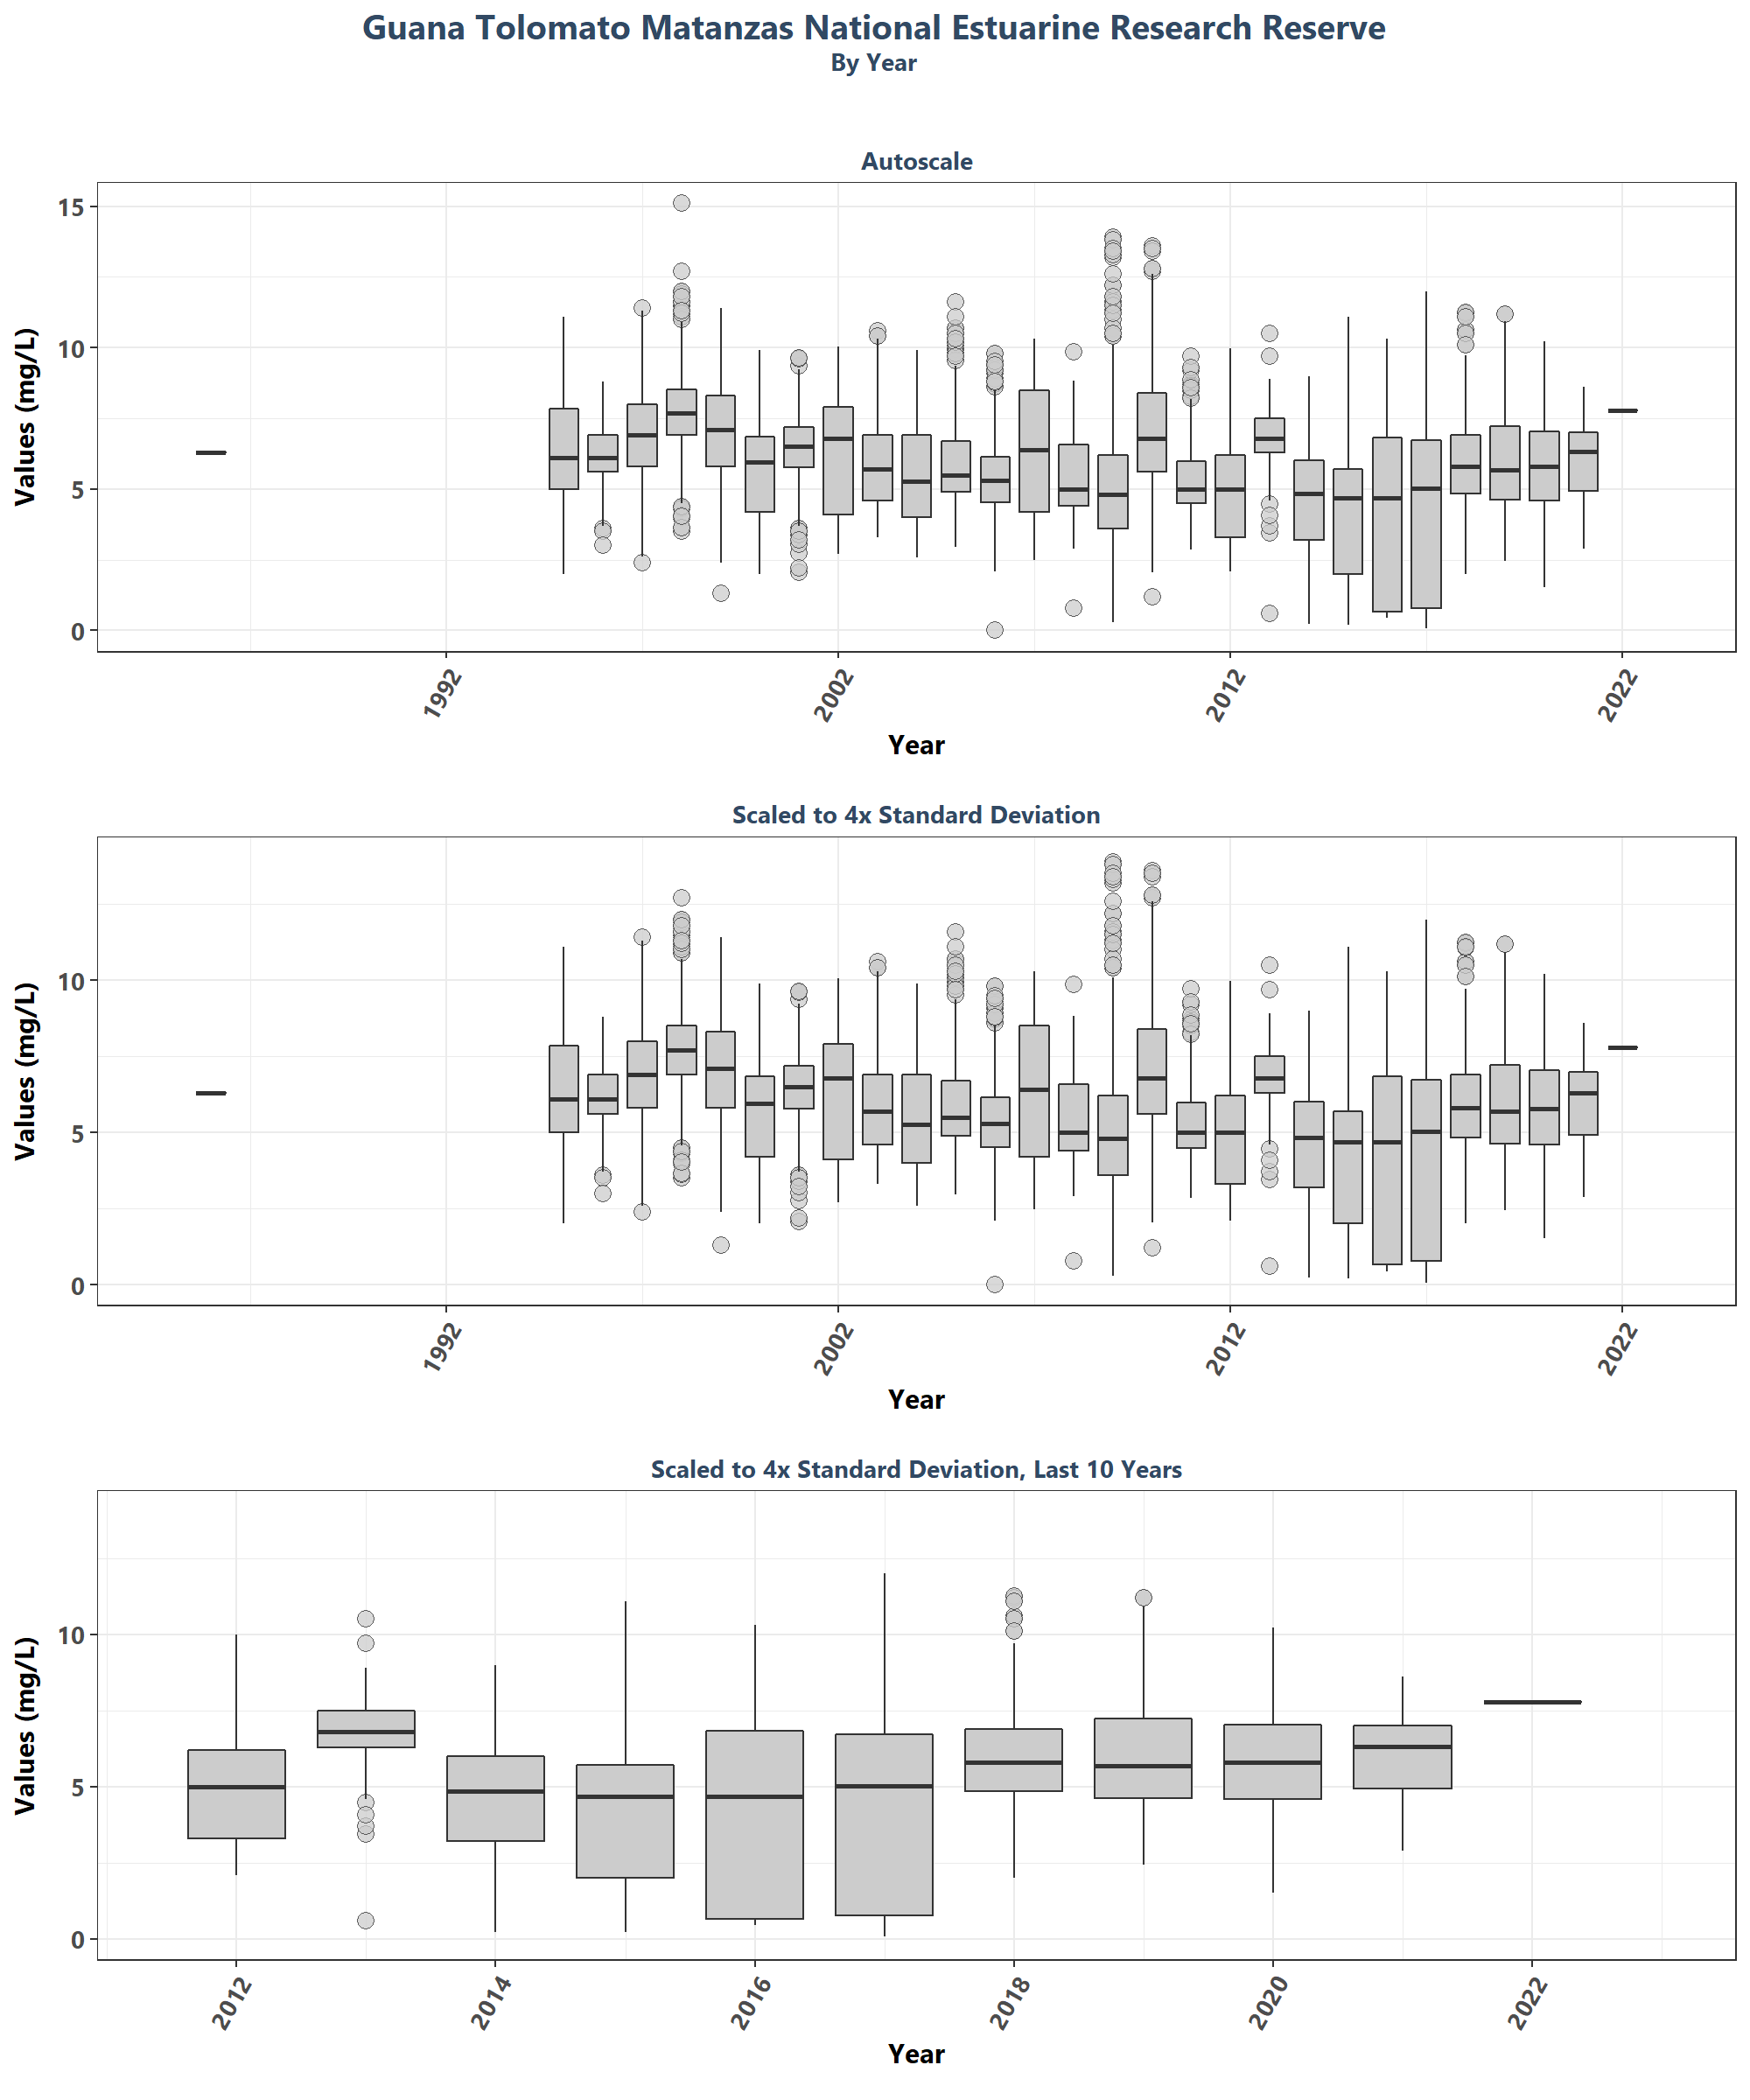 Guana Tolomato Matanzas National Estuarine Research Reserve
By Year
Autoscale
Values (mg/L)
15
10
5
0
1992
2002
2012
2022
Year
Scaled to 4x Standard Deviation
Values (mg/L)
10
5
0
1992
2002
2012
2022
Year
Scaled to 4x Standard Deviation, Last 10 Years
Values (mg/L)
10
5
0
2012
2014
2016
2018
2020
2022
Year